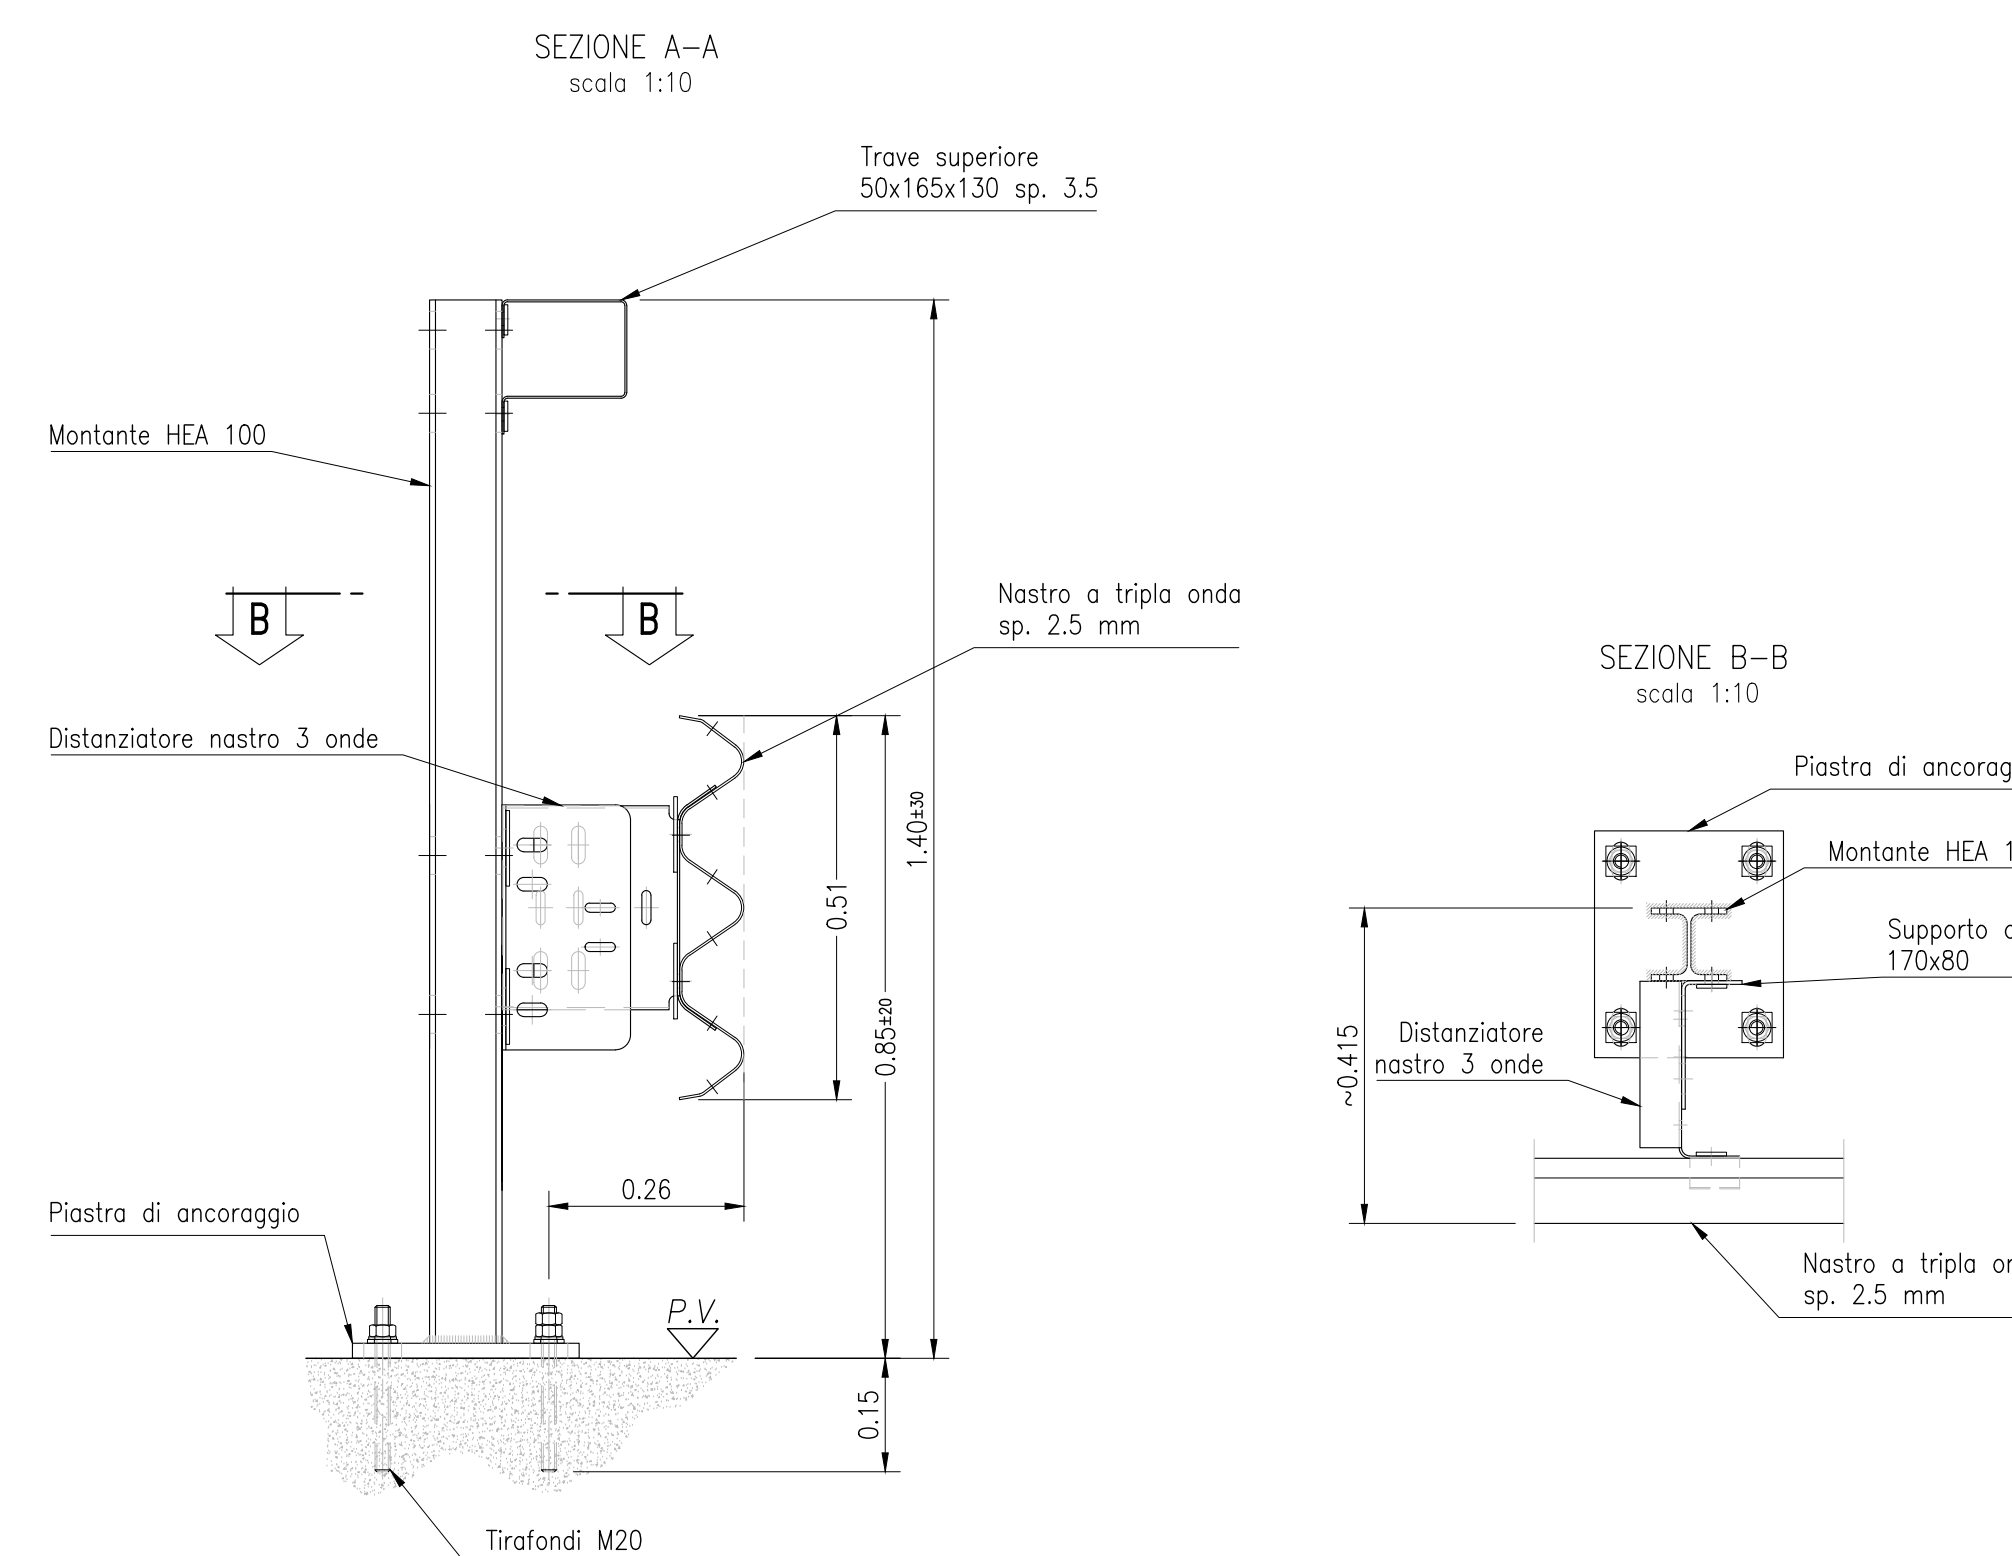 SEZIONE A-A
scala 1:10
Trave superiore
50x165x130 sp. 3.5
Montante HEA 100
B
B
Nastro a tripla onda
sp. 2.5 mm
Distanziatore nastro 3 onde
1.40±30
0.51
0.85±20
0.26
Piastra di ancoraggio
P.V.
0.15
Tirafondi M20
SEZIONE B-B
scala 1:10
Piastra di ancorag
Montante HEA 1
Supporto
170x80
Distanziatore
nastro 3 onde
~0.415
Nastro a tripla on
sp. 2.5 mm